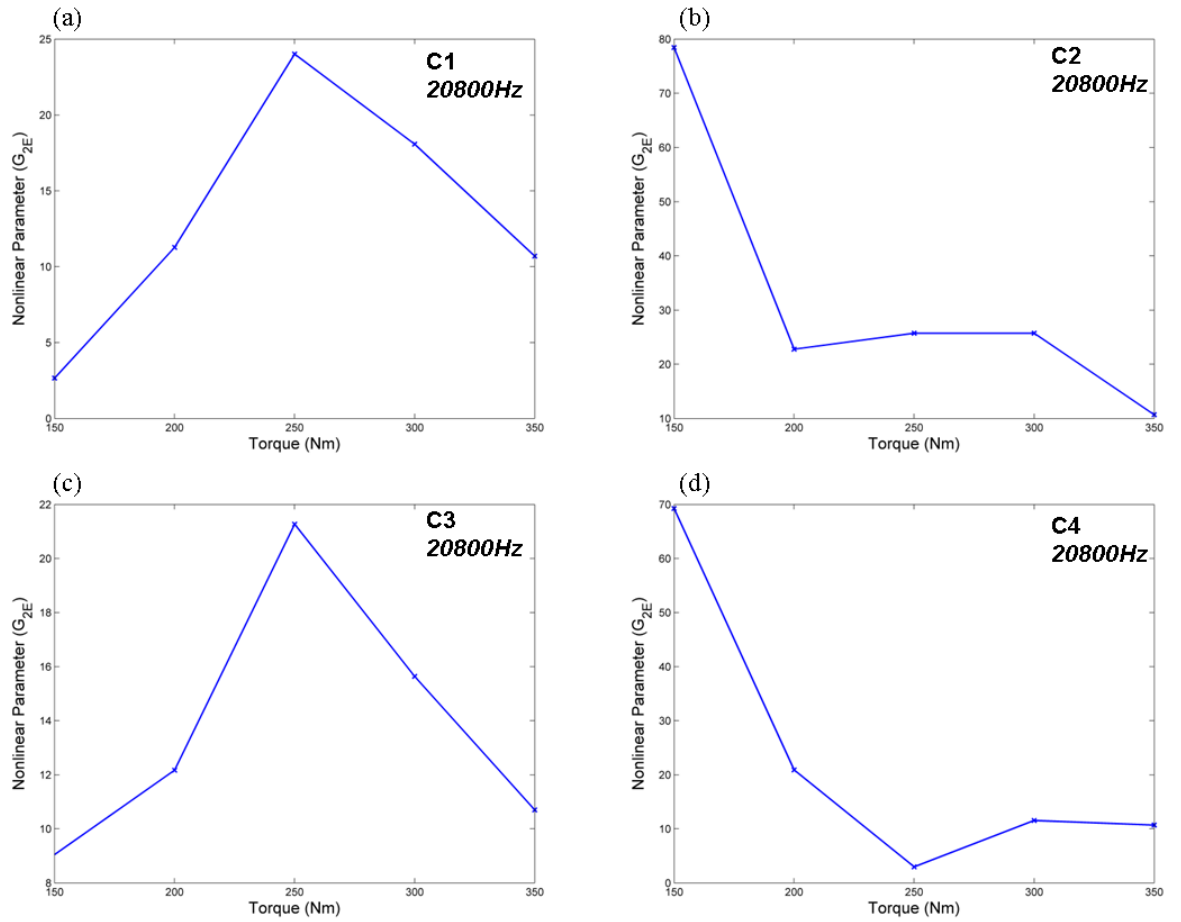 (a)
25
20
15
10
5
0
Nonlinear Parameter (G2E)
C1
20800Hz
150 200 250 300 350
Torque (Nm)
(b)
80
70
60
50
40
30
20
10
Nonlinear Parameter (G2E)
C2
20800Hz
150 200 250 300 350
Torque (Nm)
(c)
22
20
18
16
14
12
10
8
Nonlinear Parameter (G2E)
C3
20800Hz
150 200 250 300 350
Torque (Nm)
(d)
70
60
50
40
30
20
10
0
Nonlinear Parameter (G2E)
C4
20800Hz
150 200 250 300 350
Torque (Nm)